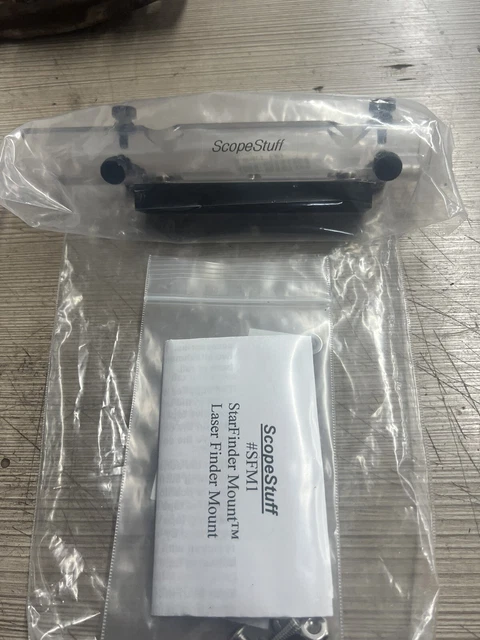 ScopeStuff
ScopeStuff
#SFM1
StarFinder Mount™
Laser Finder Mount